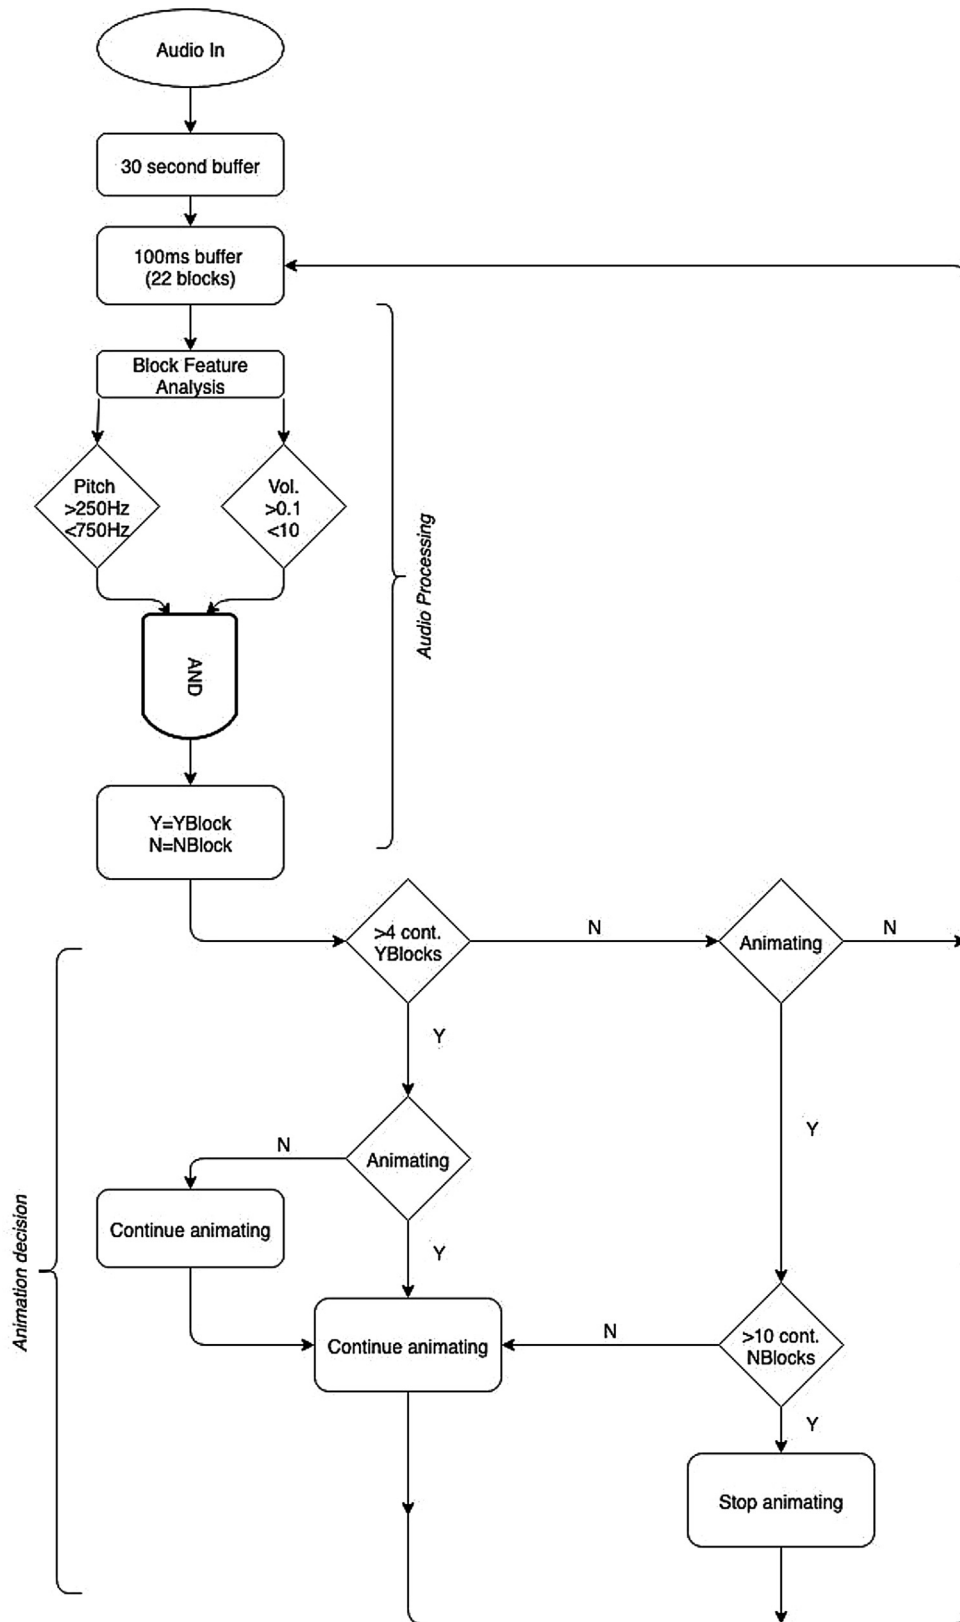 Audio In
30 second buffer
100ms buffer
(22 blocks)
Block Feature
Analysis
Pitch
>250Hz
<750Hz
Vol.
>0.1
<10
Audio Processing
AND
Y=YBlock
N=NBlock
>4 cont.
YBlocks
N
Animating
N
Y
Y
Animation decision
N
Animating
Continue animating
Y
Continue animating
N
>10 cont.
NBlocks
Y
Stop animating